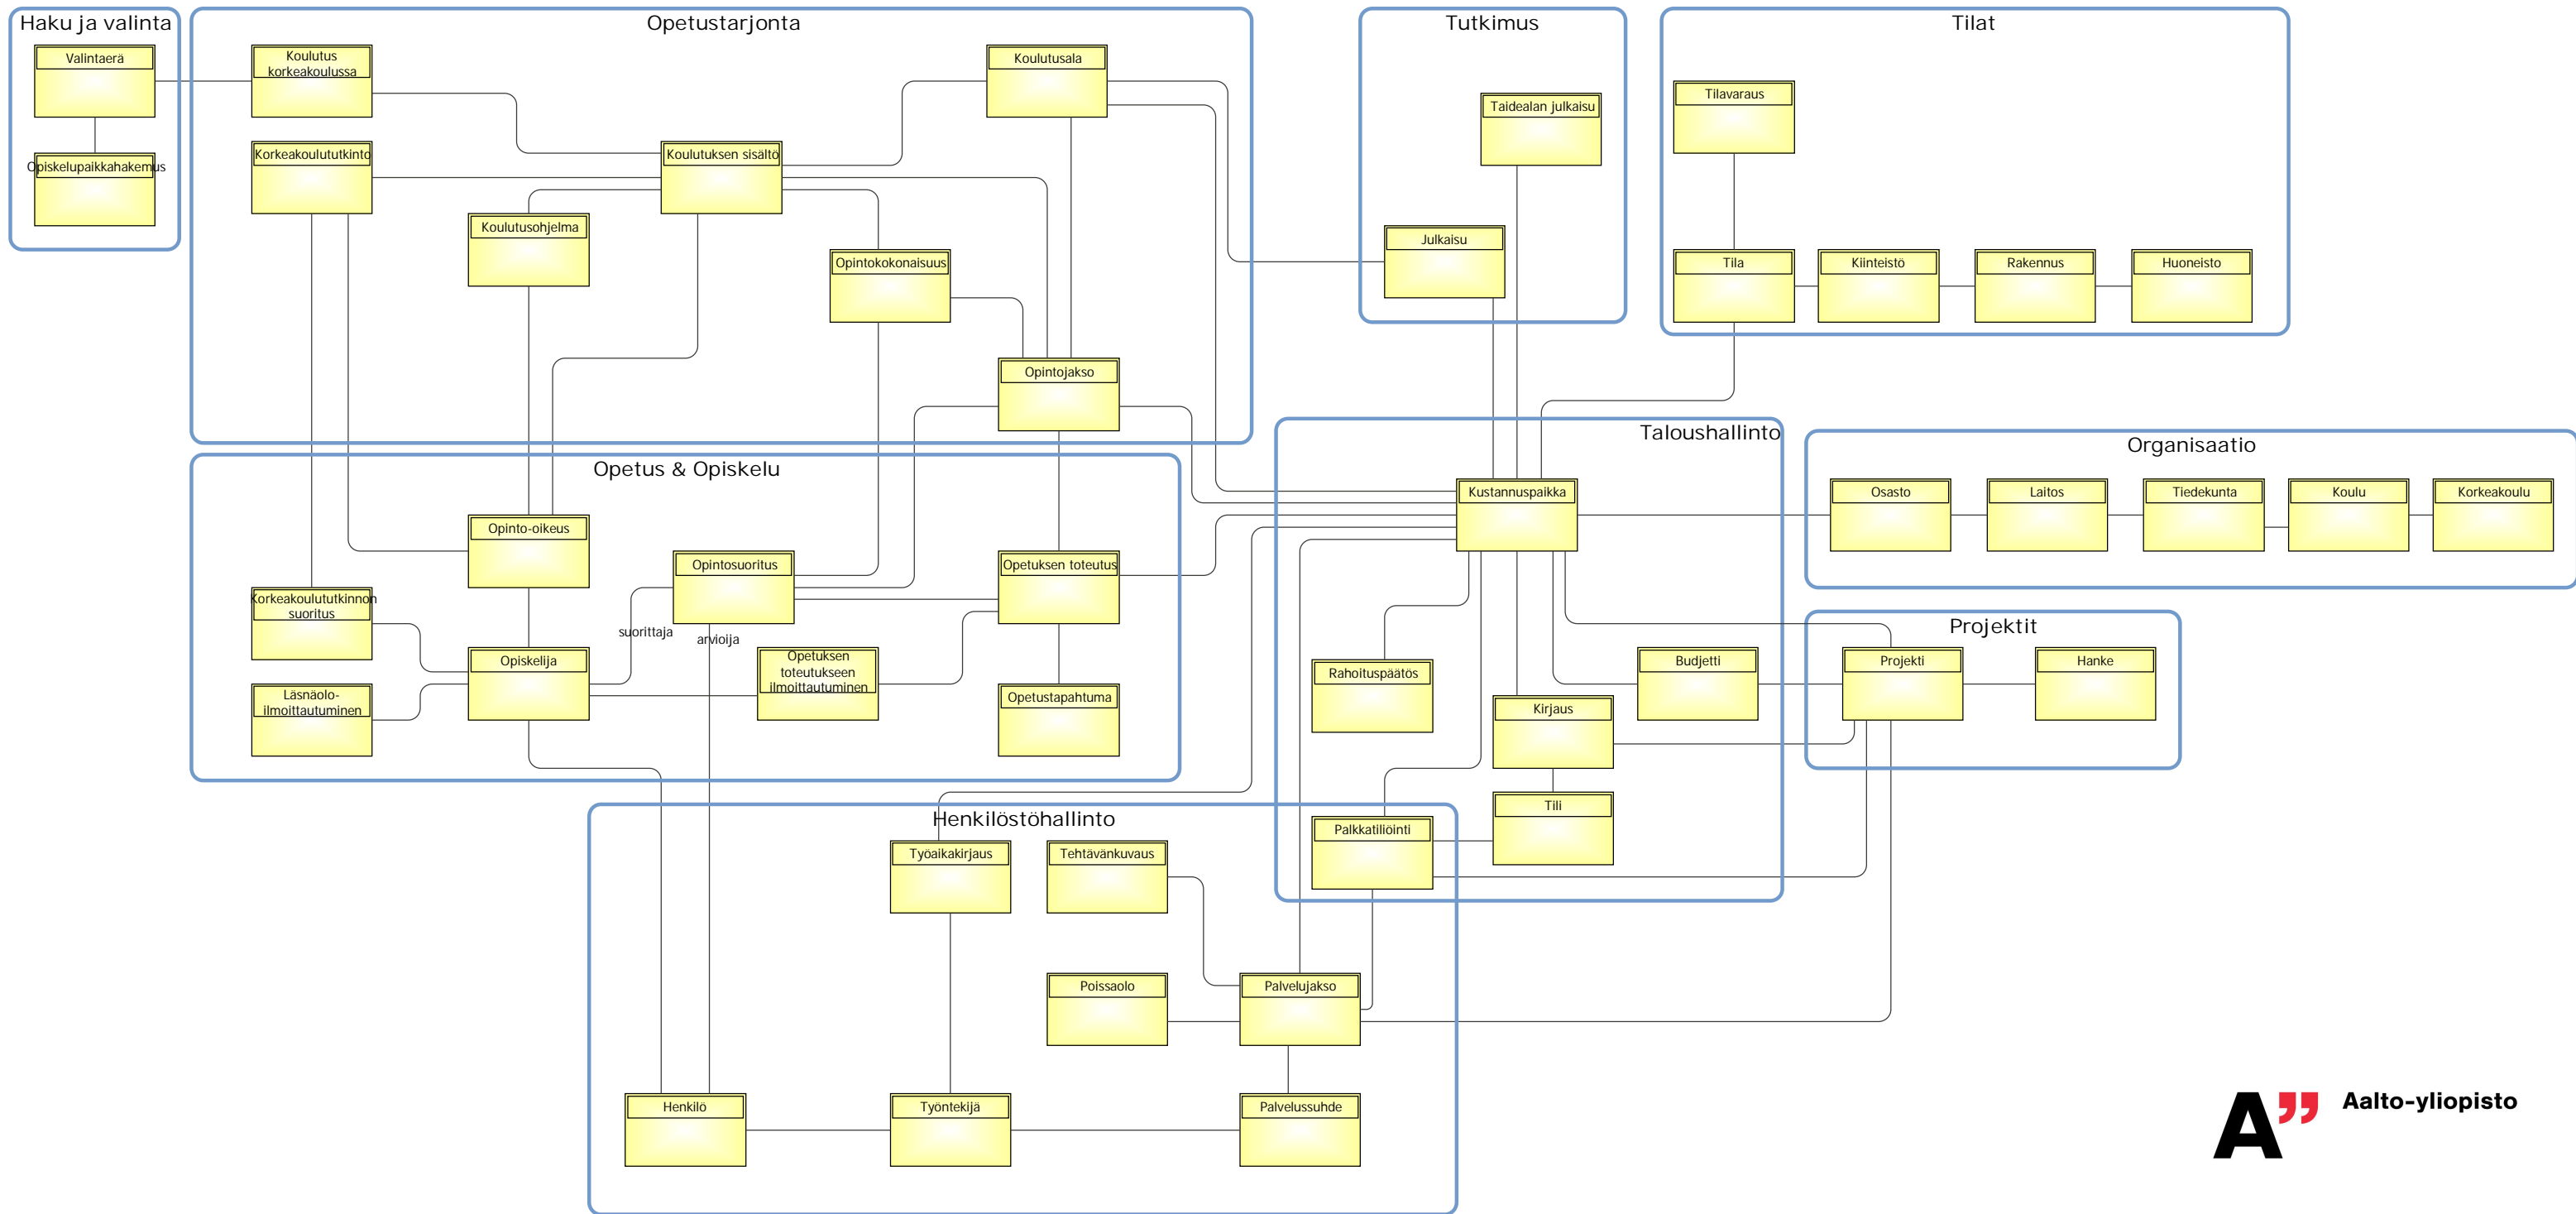 Haku ja valinta
Valintaerä
Opiskelupaikkahakemus
Opetustarjonta
Koulutus
korkeakoulussa
Koulutusala
Korkeakoulututkinto
Koulutuksen sisältö
Koulutusohjelma
Opintokokonaisuus
Opintojakso
Tutkimus
Taidealan julkaisu
Julkaisu
Tilat
Tilavaraus
Tila
Kiinteistö
Rakennus
Huoneisto
Opetus & Opiskelu
Opinto-oikeus
Opintosuoritus
Opetuksen toteutus
Korkeakoulututkinnon
suoritus
suorittaja
arvioija
Opiskelija
Opetuksen
toteutukseen
ilmoittautuminen
Läsnäolo-
ilmoittautuminen
Opetustapahtuma
Taloushallinto
Kustannuspaikka
Rahoituspäätös
Budjetti
Kirjaus
Tili
Palkkatiliöinti
Organisaatio
Osasto
Laitos
Tiedekunta
Koulu
Korkeakoulu
Projektit
Projekti
Hanke
Henkilöstöhallinto
Työaikakirjaus
Tehtävänkuvaus
Poissaolo
Palvelujakso
Henkilö
Työntekijä
Palvelussuhde
A”
Aalto-yliopisto